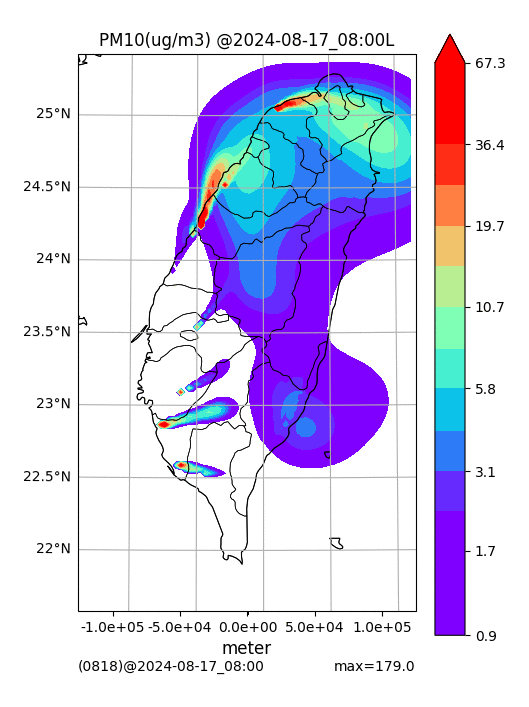 PM10(ug/m3) @2024-08-17_08:00L
67.3
36.4
19.7
10.7
5.8
3.1
1.7
0.9
25°N
24.5°N
24°N
23.5°N
23°N
22.5°N
22°N
-1.0e+05 -5.0e+04 0.0e+00 5.0e+04 1.0e+05
meter
(0818)@2024-08-17_08:00 max=179.0